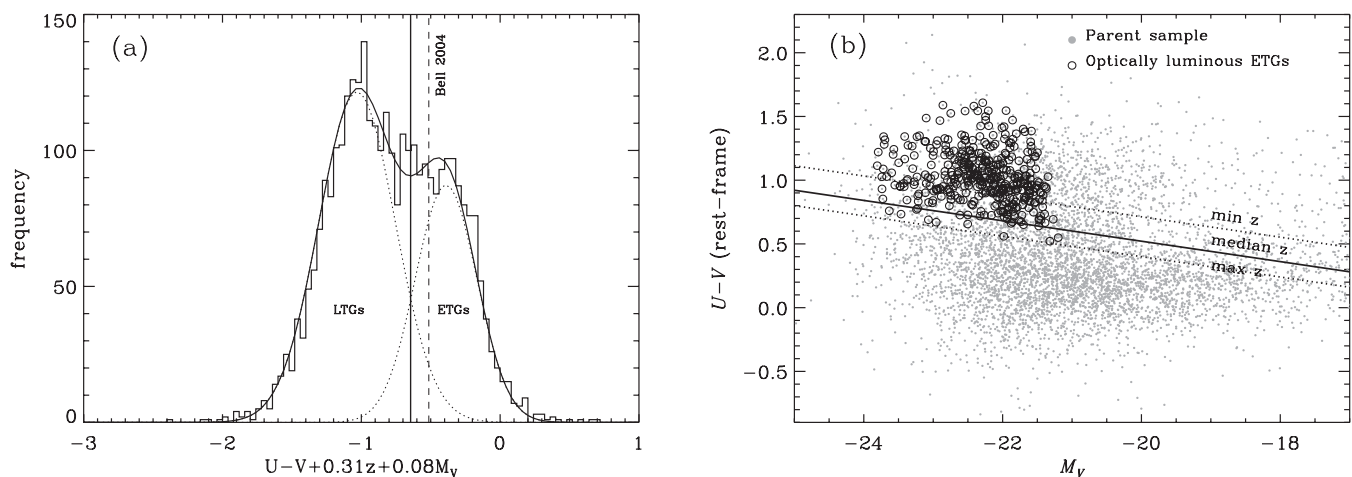 150
100
50
0
frequency
(a)
Bell 2004
LTGs
ETGs
−3
−2
−1
0
1
U−V+0.31z+0.08M_V
2.0
1.5
1.0
0.5
0.0
−0.5
U−V (rest−frame)
(b)
Parent sample
Optically luminous ETGs
min z
median z
max z
−24
−22
−20
−18
M_V